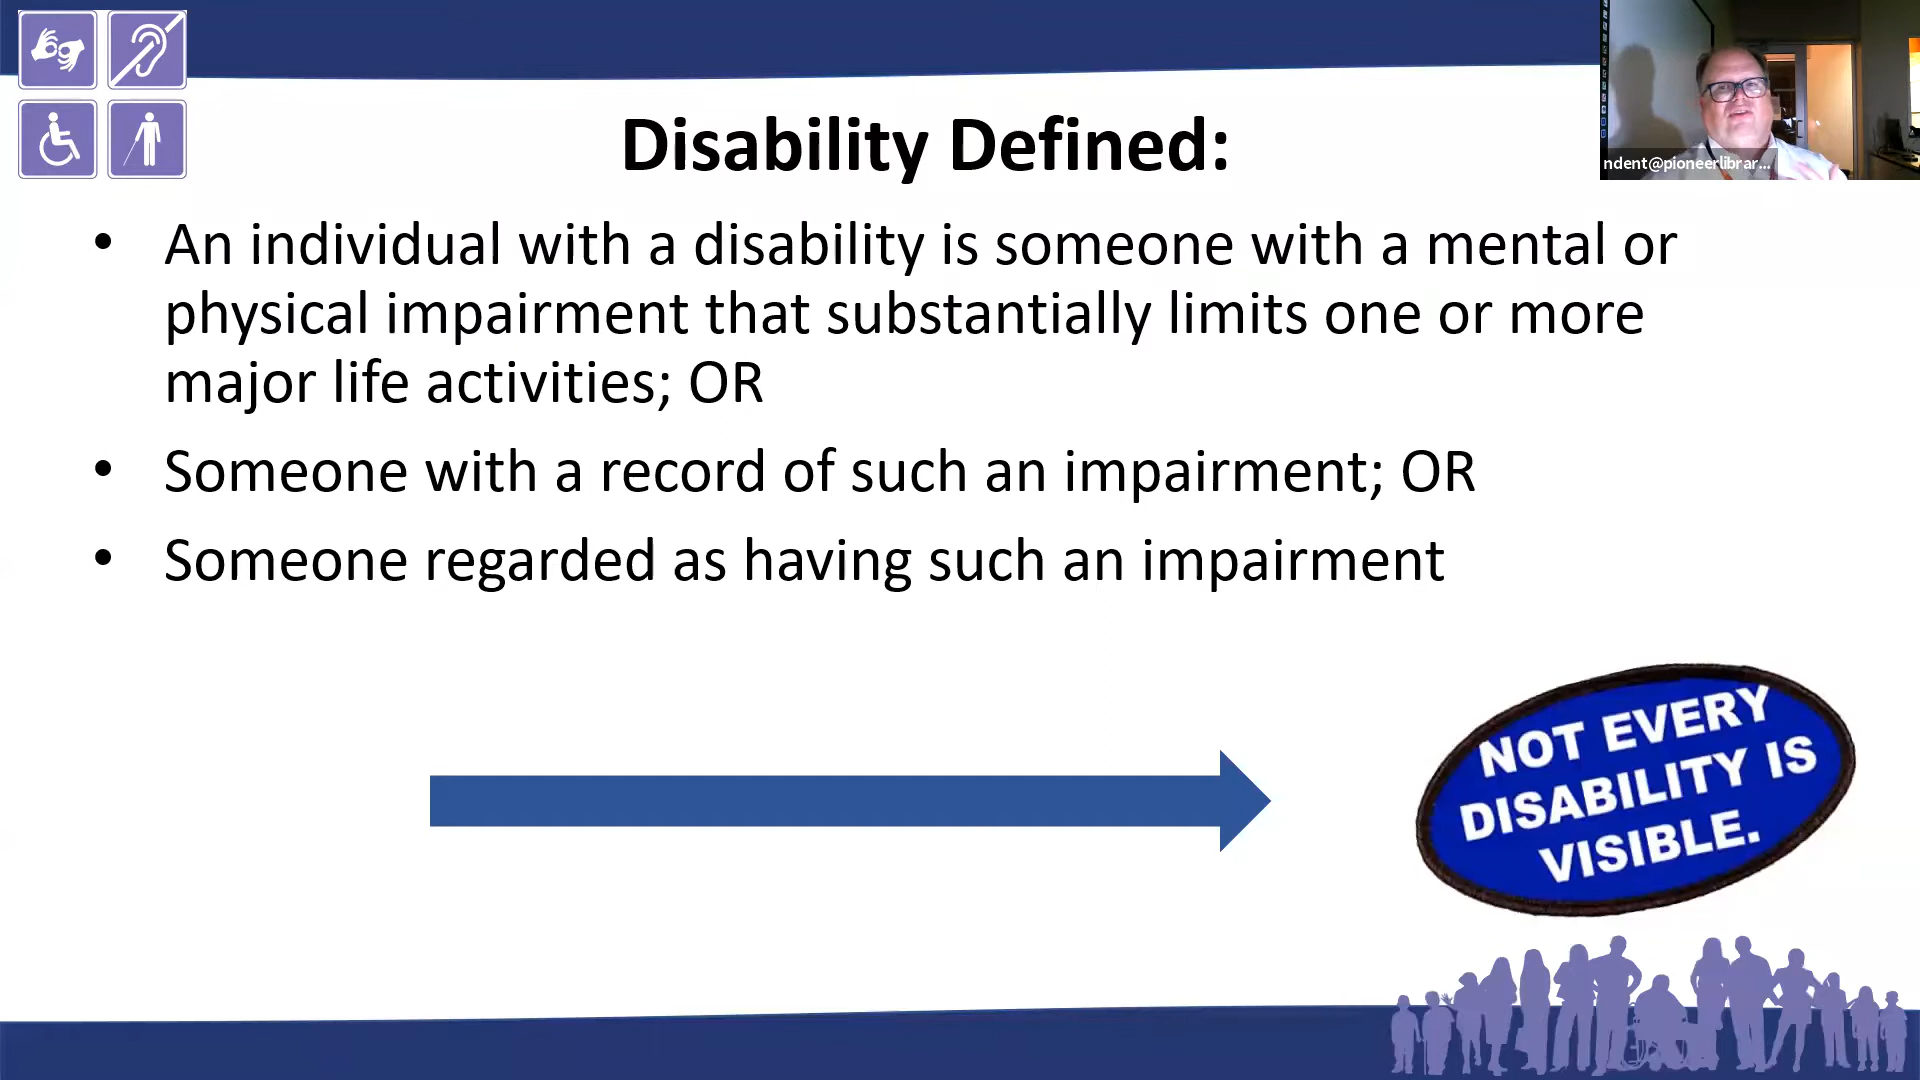 Disability Defined:
ndent@pioneerlibrar...
• An individual with a disability is someone with a mental or
physical impairment that substantially limits one or more
major life activities; OR
• Someone with a record of such an impairment; OR
• Someone regarded as having such an impairment
NOT EVERY
DISABILITY IS
VISIBLE.